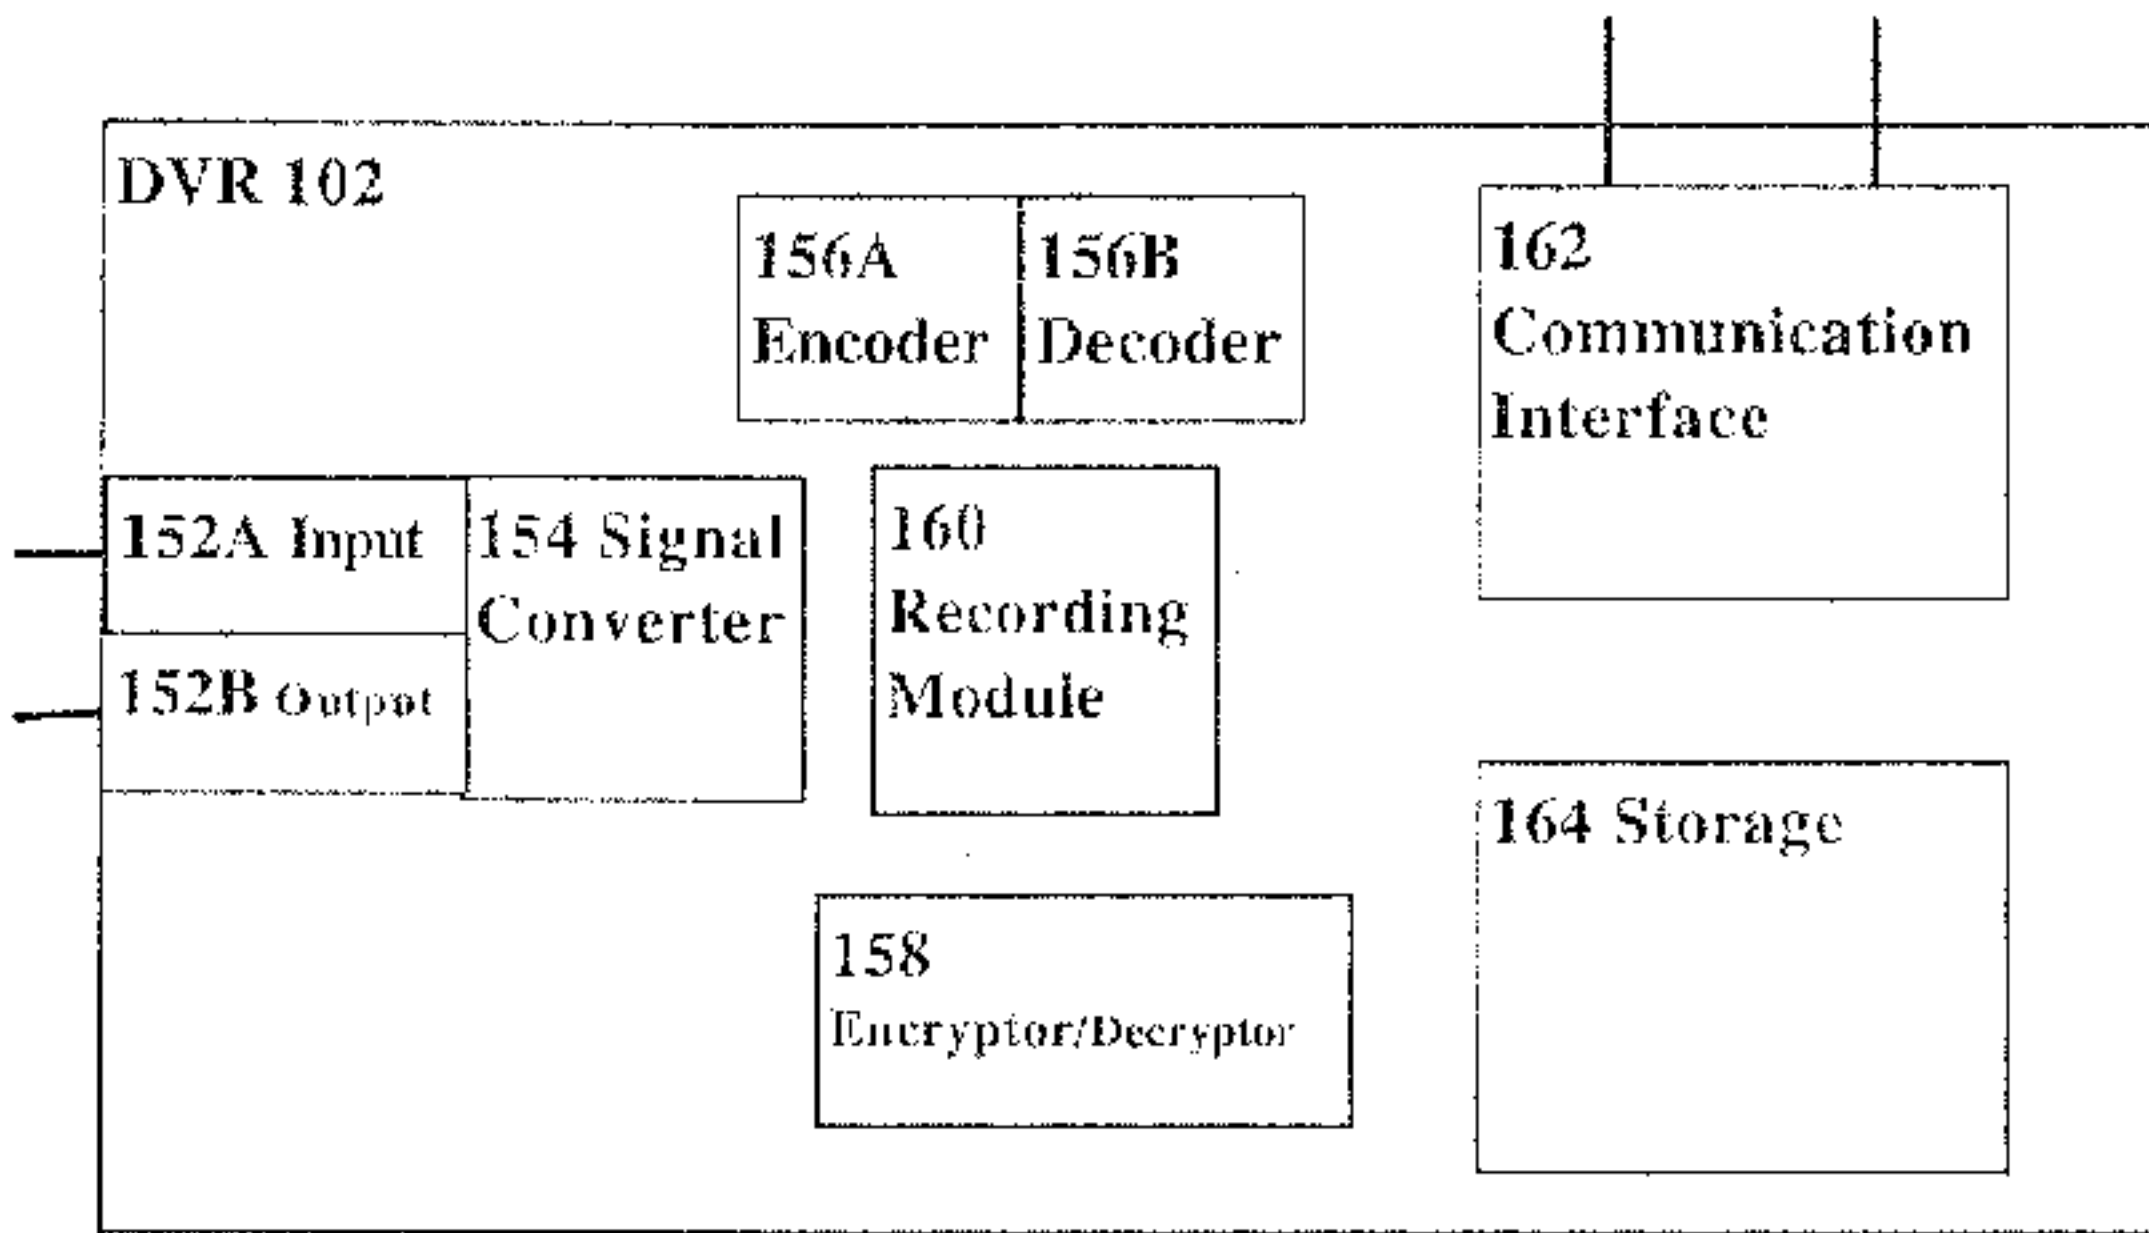 DVR 102
156A
Encoder
156B
Decoder
162
Communication
Interface
152A Input
154 Signal
Converter
152B Output
160
Recording
Module
164 Storage
158
Encryptor/Decryptor